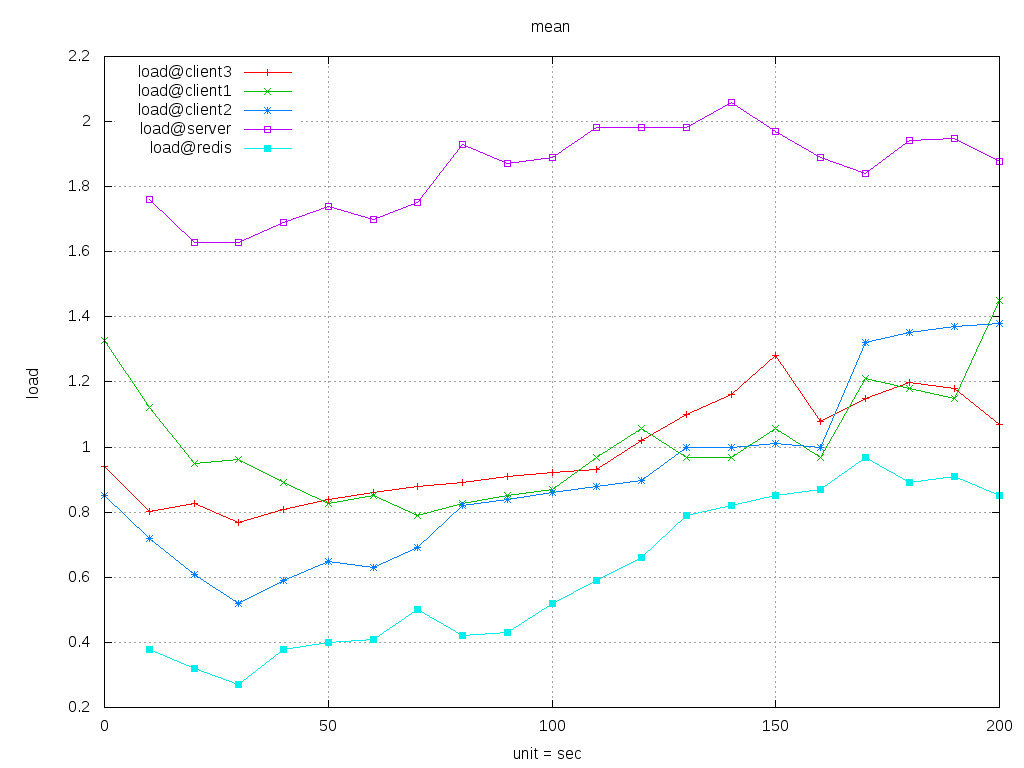 mean
2.2
2
1.8
1.6
1.4
1.2
1
0.8
0.6
0.4
0.2
load
load@client3
load@client1
load@client2
load@server
load@redis
0 50 100 150 200
unit = sec